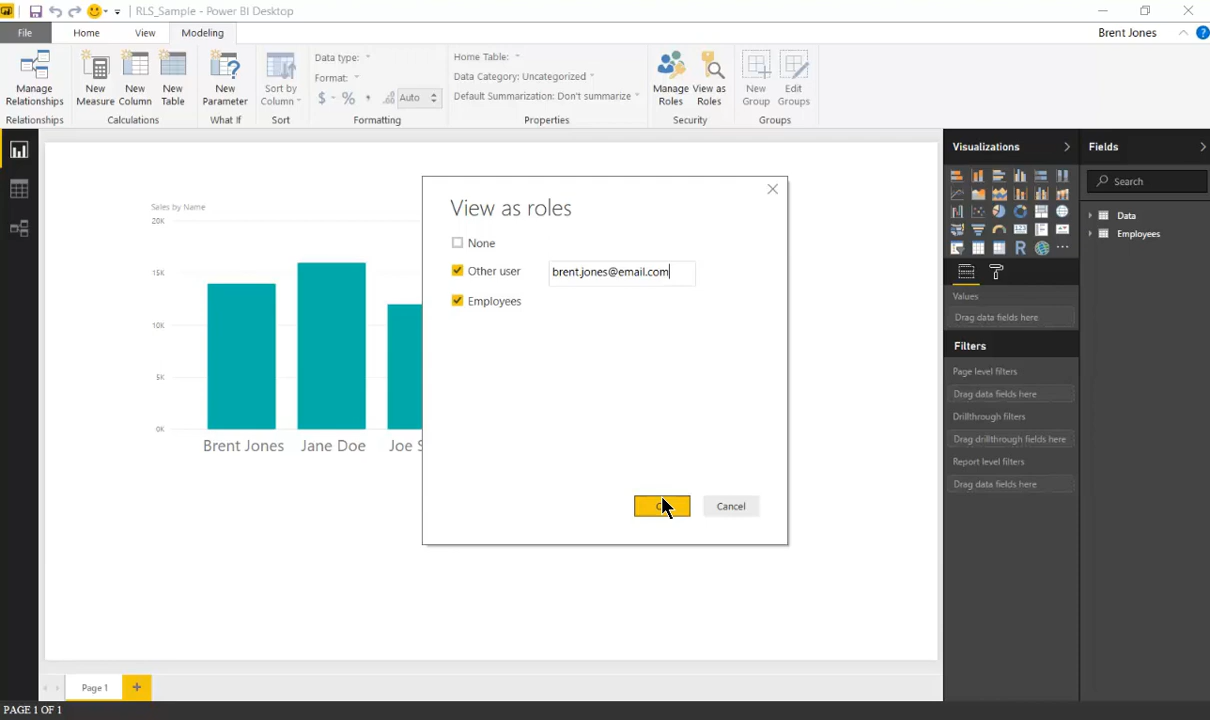 RLS_Sample - Power BI Desktop
File
Home
View
Modeling
Brent Jones
Manage Relationships
New Measure
New Column
New Table
New Parameter
Sort by Column
Data type:
Format:
$ % , .00 Auto
Home Table:
Data Category: Uncategorized
Default Summarization: Don't summarize
Manage Roles
View as Roles
New Group
Edit Groups
Relationships
Calculations
What If
Sort
Formatting
Properties
Security
Groups
Sales by Name
20K
15K
10K
5K
0K
Brent Jones
Jane Doe
Joe S
View as roles
None
Other user
brent.jones@email.com
Employees
Cancel
Visualizations
R
Values
Drag data fields here
Filters
Page level filters
Drag data fields here
Drillthrough filters
Drag drillthrough fields here
Report level filters
Drag data fields here
Fields
Search
Data
Employees
Page 1
PAGE 1 OF 1